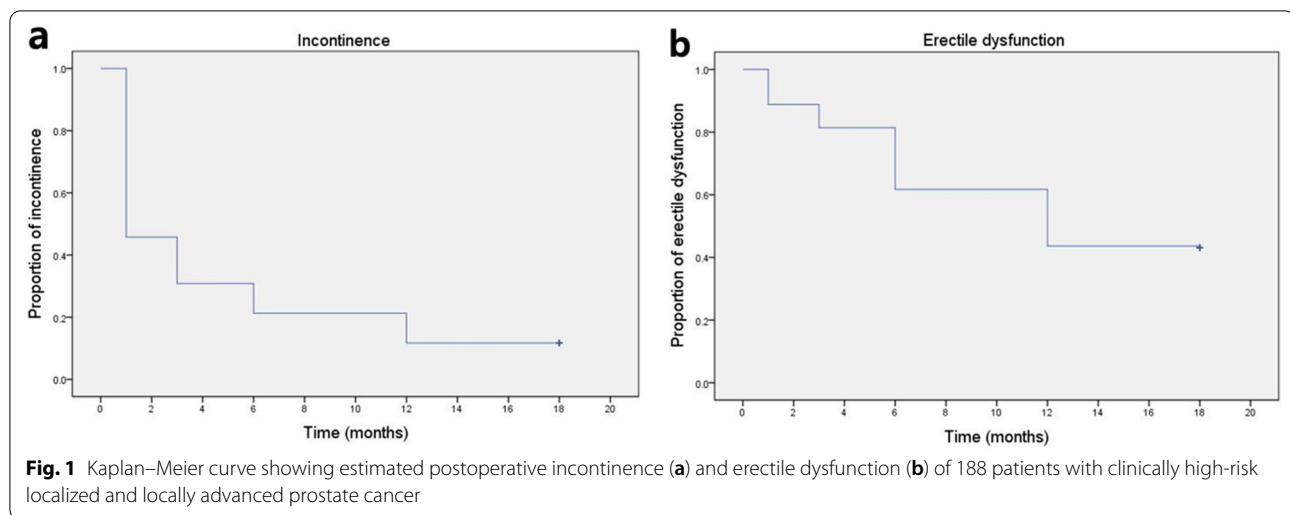 a
Incontinence
Proportion of incontinence
1.0
0.8
0.6
0.4
0.2
0.0
0 2 4 6 8 10 12 14 16 18 20
Time (months)
b
Erectile dysfunction
Proportion of erectile dysfunction
1.0
0.8
0.6
0.4
0.2
0.0
0 2 4 6 8 10 12 14 16 18 20
Time (months)
Fig. 1 Kaplan–Meier curve showing estimated postoperative incontinence (a) and erectile dysfunction (b) of 188 patients with clinically high-risk
localized and locally advanced prostate cancer